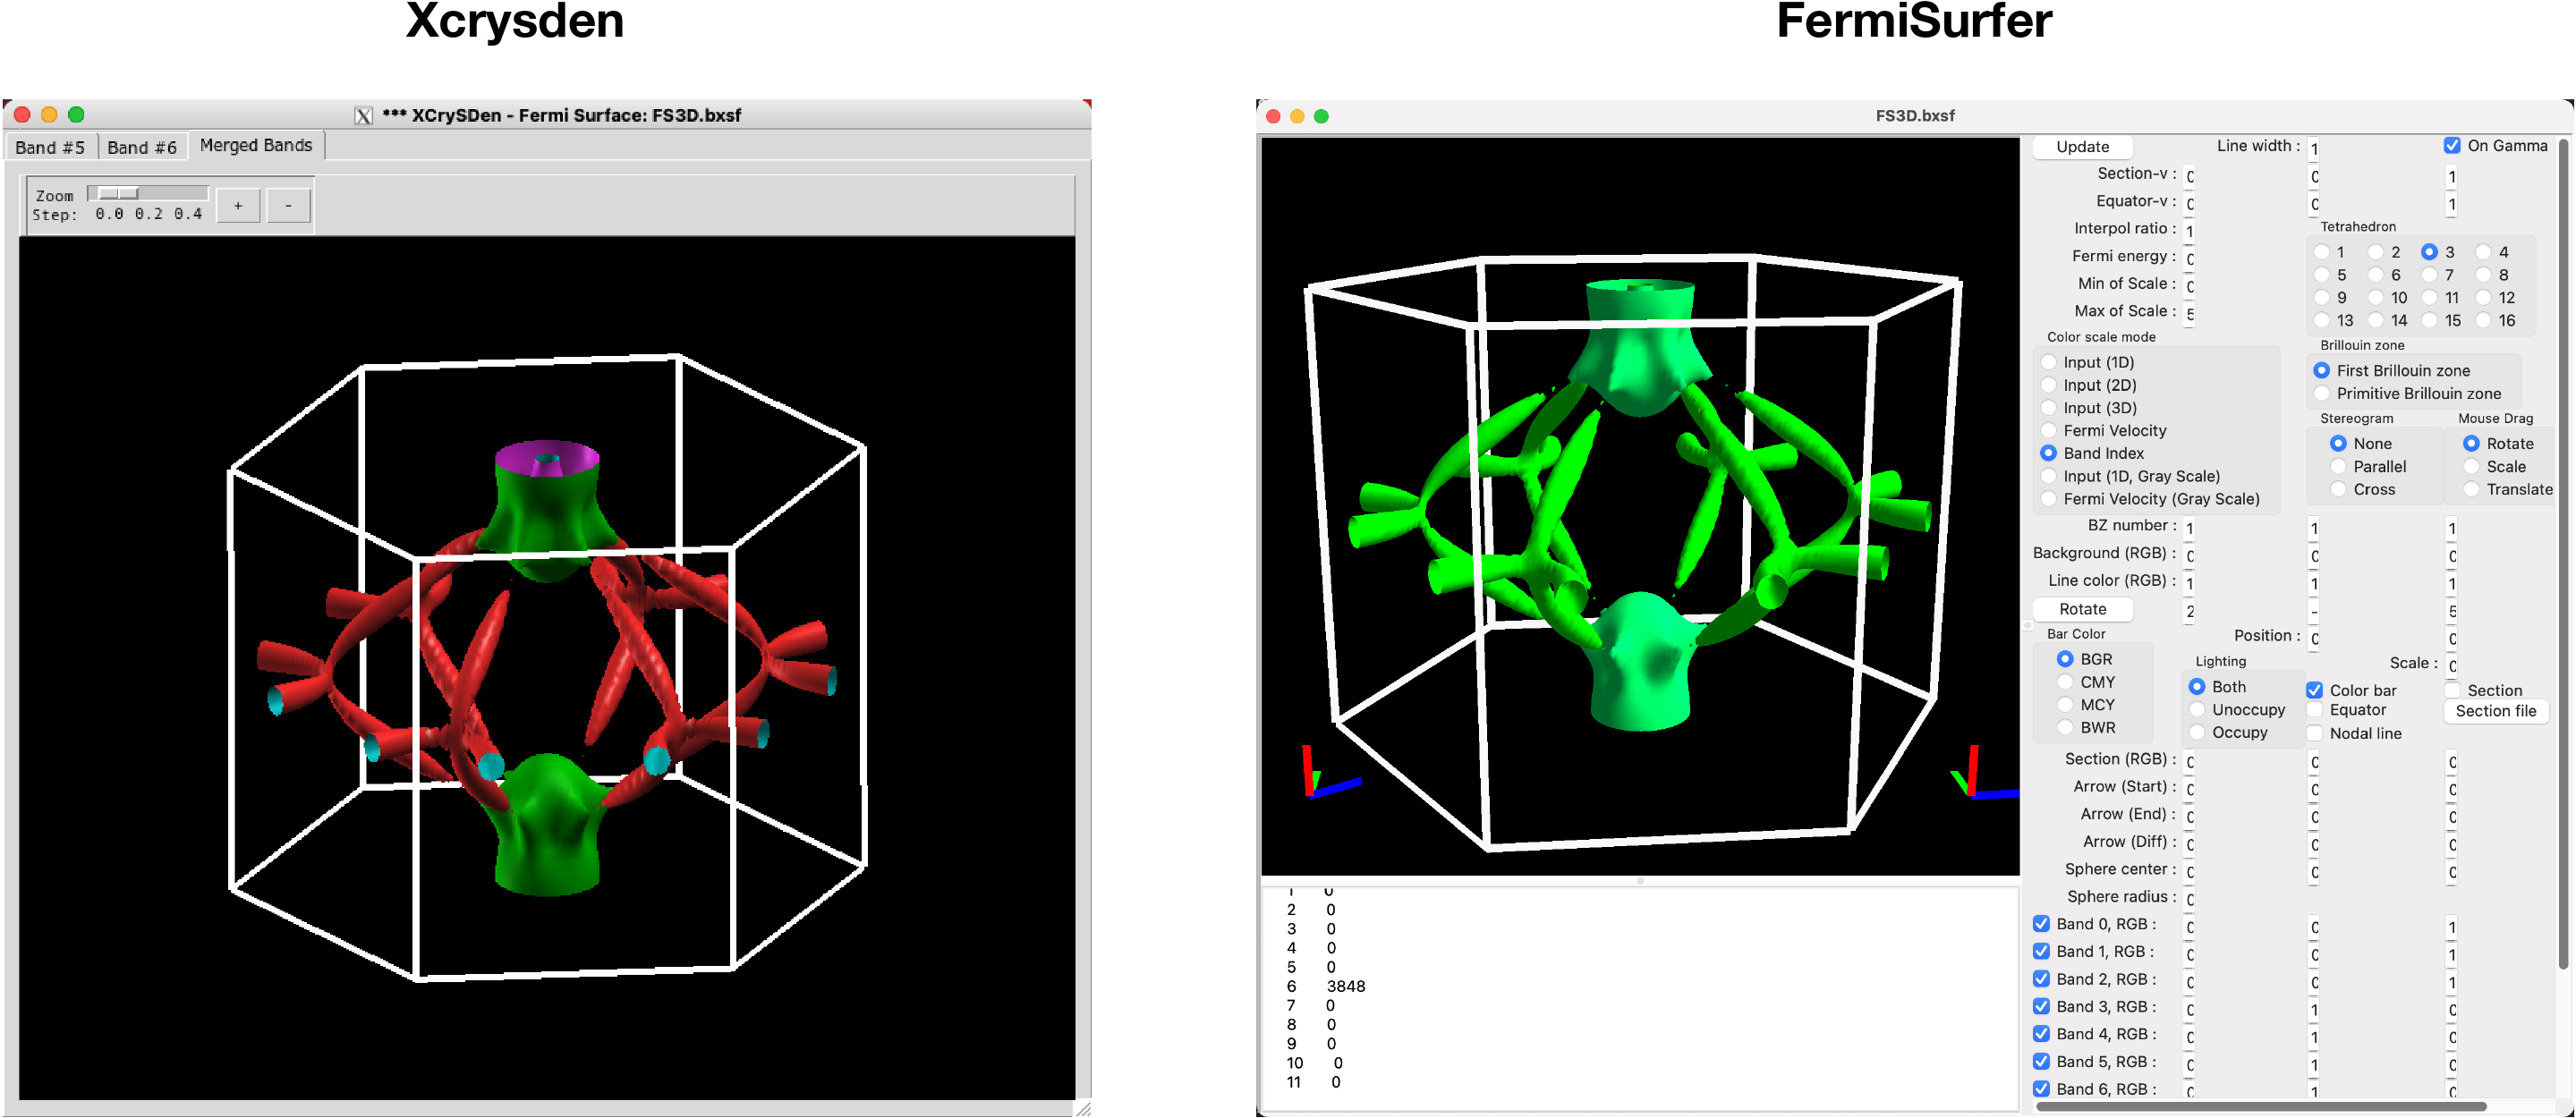 Xcrysden
FermiSurfer
X *** XCrySDen - Fermi Surface: FS3D.bxsf
Band #5 Band #6 Merged Bands
Zoom
Step: 0.0 0.2 0.4 + -
FS3D.bxsf
Update Line width : 1 On Gamma
Section-v : 0 0 1
Equator-v : 0 0 1
Interpol ratio : 1
Fermi energy : 0
Min of Scale : 0
Max of Scale : 5
Tetrahedron
1 2 3 4
5 6 7 8
9 10 11 12
13 14 15 16
Color scale mode
Input (1D)
Input (2D)
Input (3D)
Fermi Velocity
Band Index
Input (1D, Gray Scale)
Fermi Velocity (Gray Scale)
Brillouin zone
First Brillouin zone
Primitive Brillouin zone
Stereogram
None
Parallel
Cross
Mouse Drag
Rotate
Scale
Translate
BZ number : 1 1 1
Background (RGB) : 0 0 0
Line color (RGB) : 1 1 1
Rotate 2 - 5
Position : 0 0
Scale : 0
Bar Color
BGR
CMY
MCY
BWR
Lighting
Both
Unoccupy
Occupy
Color bar
Equator
Nodal line
Section
Section file
Section (RGB) : 0 0 0
Arrow (Start) : 0 0 0
Arrow (End) : 0 0 0
Arrow (Diff) : 0 0 0
Sphere center : 0 0 0
Sphere radius : 0
Band 0, RGB : 0 0 1
Band 1, RGB : 0 0 1
Band 2, RGB : 0 0 1
Band 3, RGB : 0 1 0
Band 4, RGB : 0 1 0
Band 5, RGB : 0 1 0
Band 6, RGB : 0 1 0
1 0
2 0
3 0
4 0
5 0
6 3848
7 0
8 0
9 0
10 0
11 0